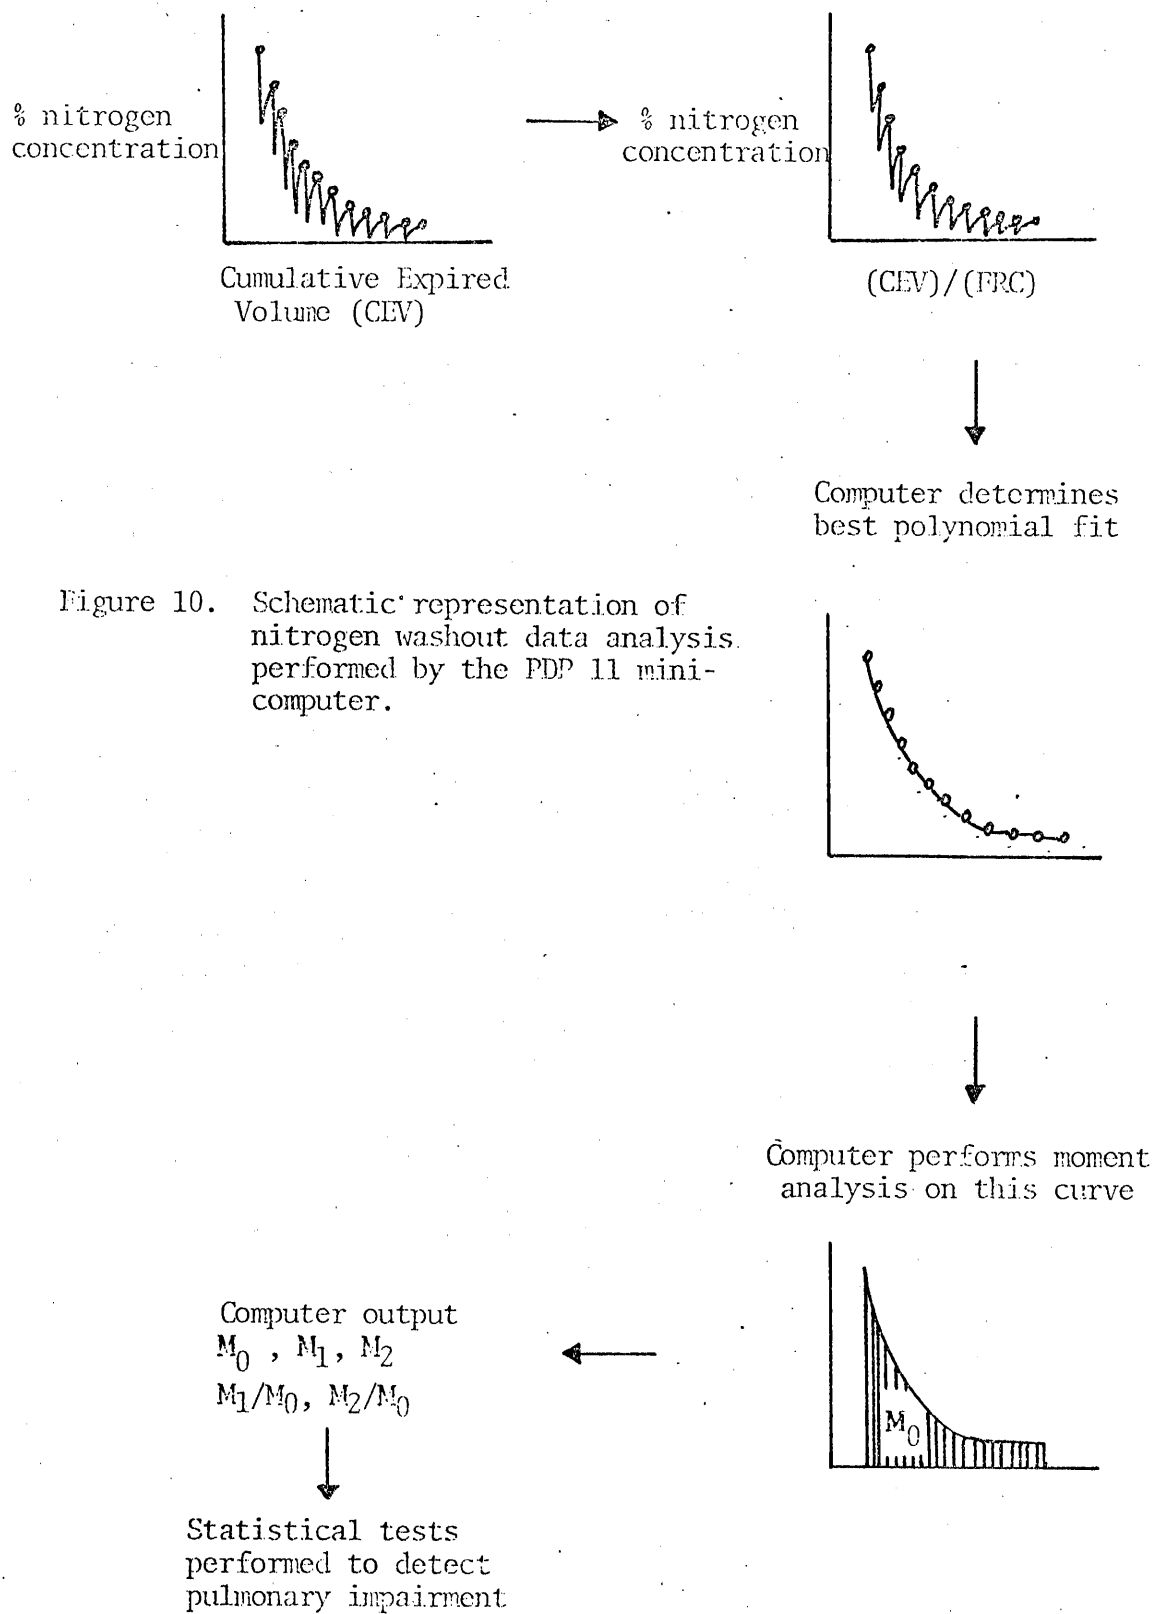 % nitrogen
concentration
Cumulative Expired
Volume (CEV)
% nitrogen
concentration
(CEV)/(FRC)
Computer determines
best polynomial fit
Figure 10. Schematic representation of
nitrogen washout data analysis
performed by the PDP 11 mini-
computer.
Computer performs moment
analysis on this curve
M0
Computer output
M0 , M1, M2
M1/M0, M2/M0
Statistical tests
performed to detect
pulmonary impairment